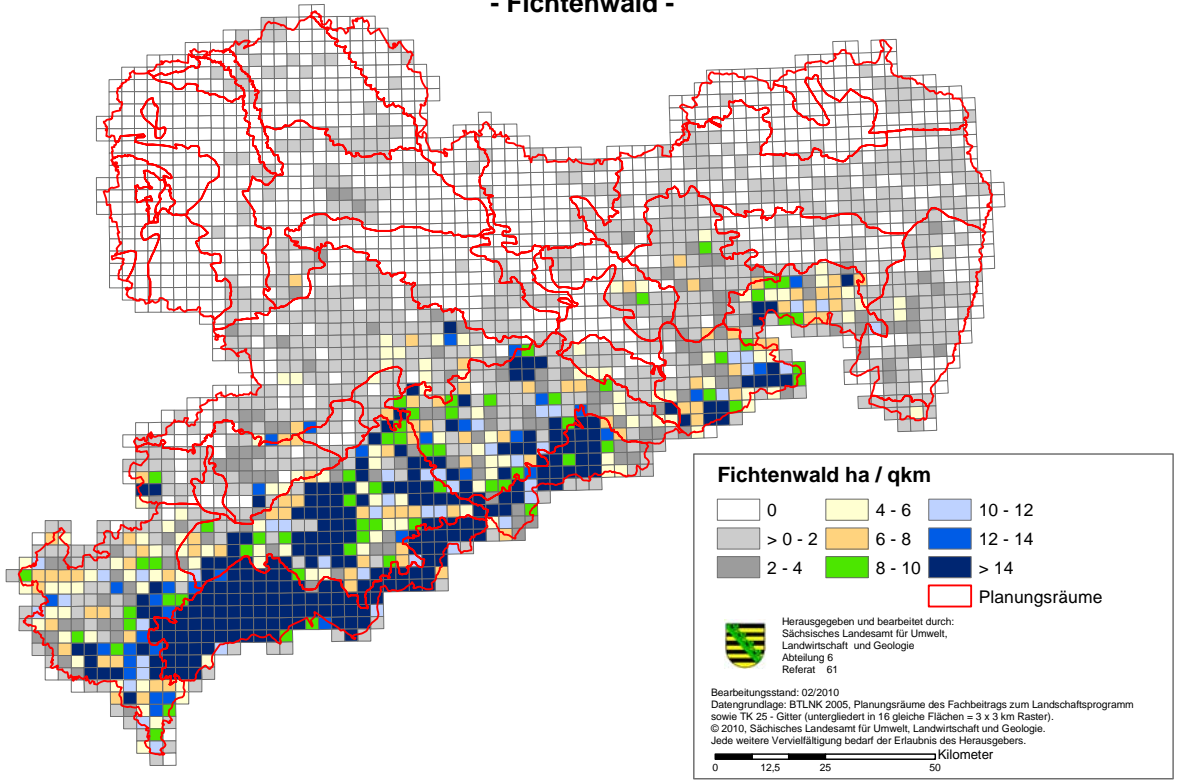 - Fichtenwald -
Fichtenwald ha / qkm
0
4 - 6
10 - 12
> 0 - 2
6 - 8
12 - 14
2 - 4
8 - 10
> 14
Planungsräume
Herausgegeben und bearbeitet durch:
Sächsisches Landesamt für Umwelt,
Landwirtschaft und Geologie
Abteilung 6
Referat 61
Bearbeitungsstand: 02/2010
Datengrundlage: BTLNK 2005, Planungsräume des Fachbeitrags zum Landschaftsprogramm
sowie TK 25 - Gitter (untergliedert in 16 gleiche Flächen = 3 x 3 km Raster).
© 2010, Sächisches Landesamt für Umwelt, Landwirtschaft und Geologie.
Jede weitere Vervielfältigung bedarf der Erlaubnis des Herausgebers.
Kilometer
0 12,5 25 50